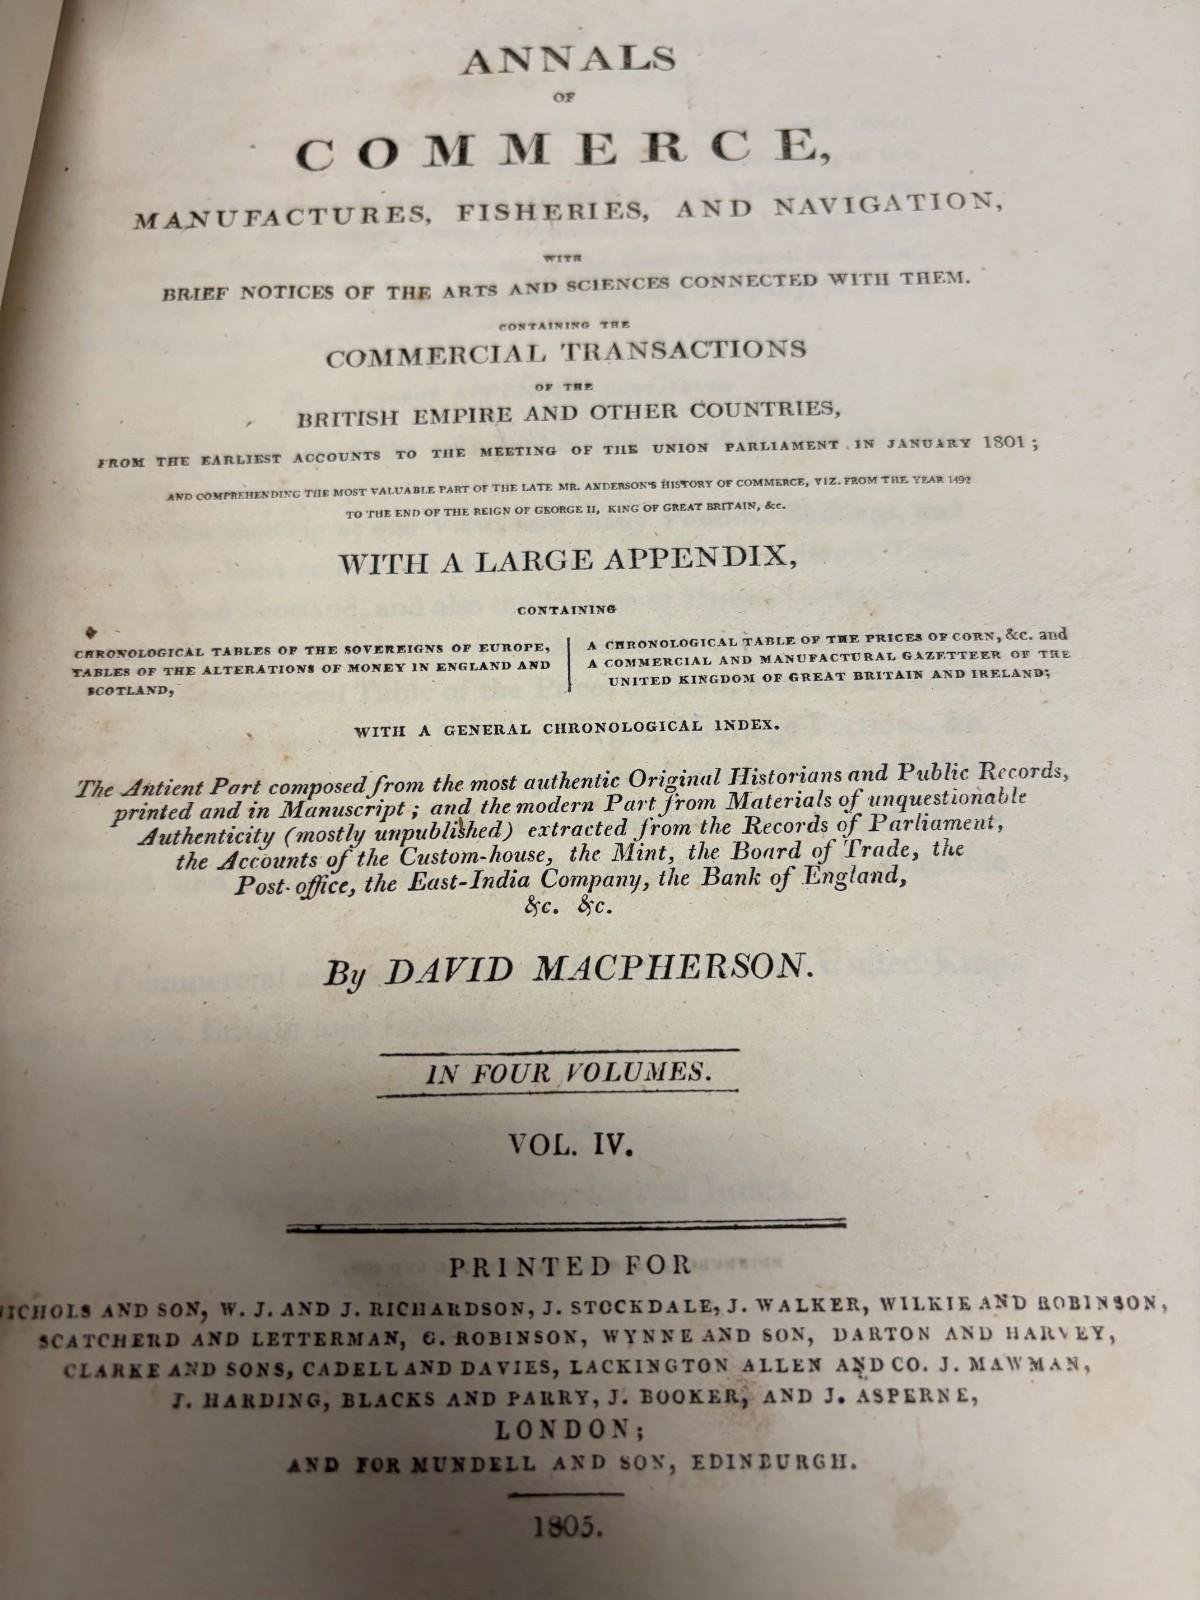 ANNALS
OF
COMMERCE,
MANUFACTURES, FISHERIES, AND NAVIGATION,
WITH
BRIEF NOTICES OF THE ARTS AND SCIENCES CONNECTED WITH THEM.
CONTAINING THE
COMMERCIAL TRANSACTIONS
OF THE
BRITISH EMPIRE AND OTHER COUNTRIES,
FROM THE EARLIEST ACCOUNTS TO THE MEETING OF THE UNION PARLIAMENT IN JANUARY 1801;
AND COMPREHENDING THE MOST VALUABLE PART OF THE LATE MR. ANDERSON'S HISTORY OF COMMERCE, VIZ. FROM THE YEAR 1492
TO THE END OF THE REIGN OF GEORGE II, KING OF GREAT BRITAIN, &c.
WITH A LARGE APPENDIX,
CONTAINING
CHRONOLOGICAL TABLES OF THE SOVEREIGNS OF EUROPE,
TABLES OF THE ALTERATIONS OF MONEY IN ENGLAND AND
SCOTLAND,
A CHRONOLOGICAL TABLE OF THE PRICES OF CORN, &c. and
A COMMERCIAL AND MANUFACTURAL GAZETTEER OF THE
UNITED KINGDOM OF GREAT BRITAIN AND IRELAND;
WITH A GENERAL CHRONOLOGICAL INDEX.
The Antient Part composed from the most authentic Original Historians and Public Records,
printed and in Manuscript; and the modern Part from Materials of unquestionable
Authenticity (mostly unpublished) extracted from the Records of Parliament,
the Accounts of the Custom-house, the Mint, the Board of Trade, the
Post-office, the East-India Company, the Bank of England,
&c. &c.
By DAVID MACPHERSON.
IN FOUR VOLUMES.
VOL. IV.
PRINTED FOR
NICHOLS AND SON, W. J. AND J. RICHARDSON, J. STOCKDALE, J. WALKER, WILKIE AND ROBINSON,
SCATCHERD AND LETTERMAN, G. ROBINSON, WYNNE AND SON, DARTON AND HARVEY,
CLARKE AND SONS, CADELL AND DAVIES, LACKINGTON ALLEN AND CO. J. MAWMAN,
J. HARDING, BLACKS AND PARRY, J. BOOKER, AND J. ASPERNE,
LONDON;
AND FOR MUNDELL AND SON, EDINBURGH.
1805.